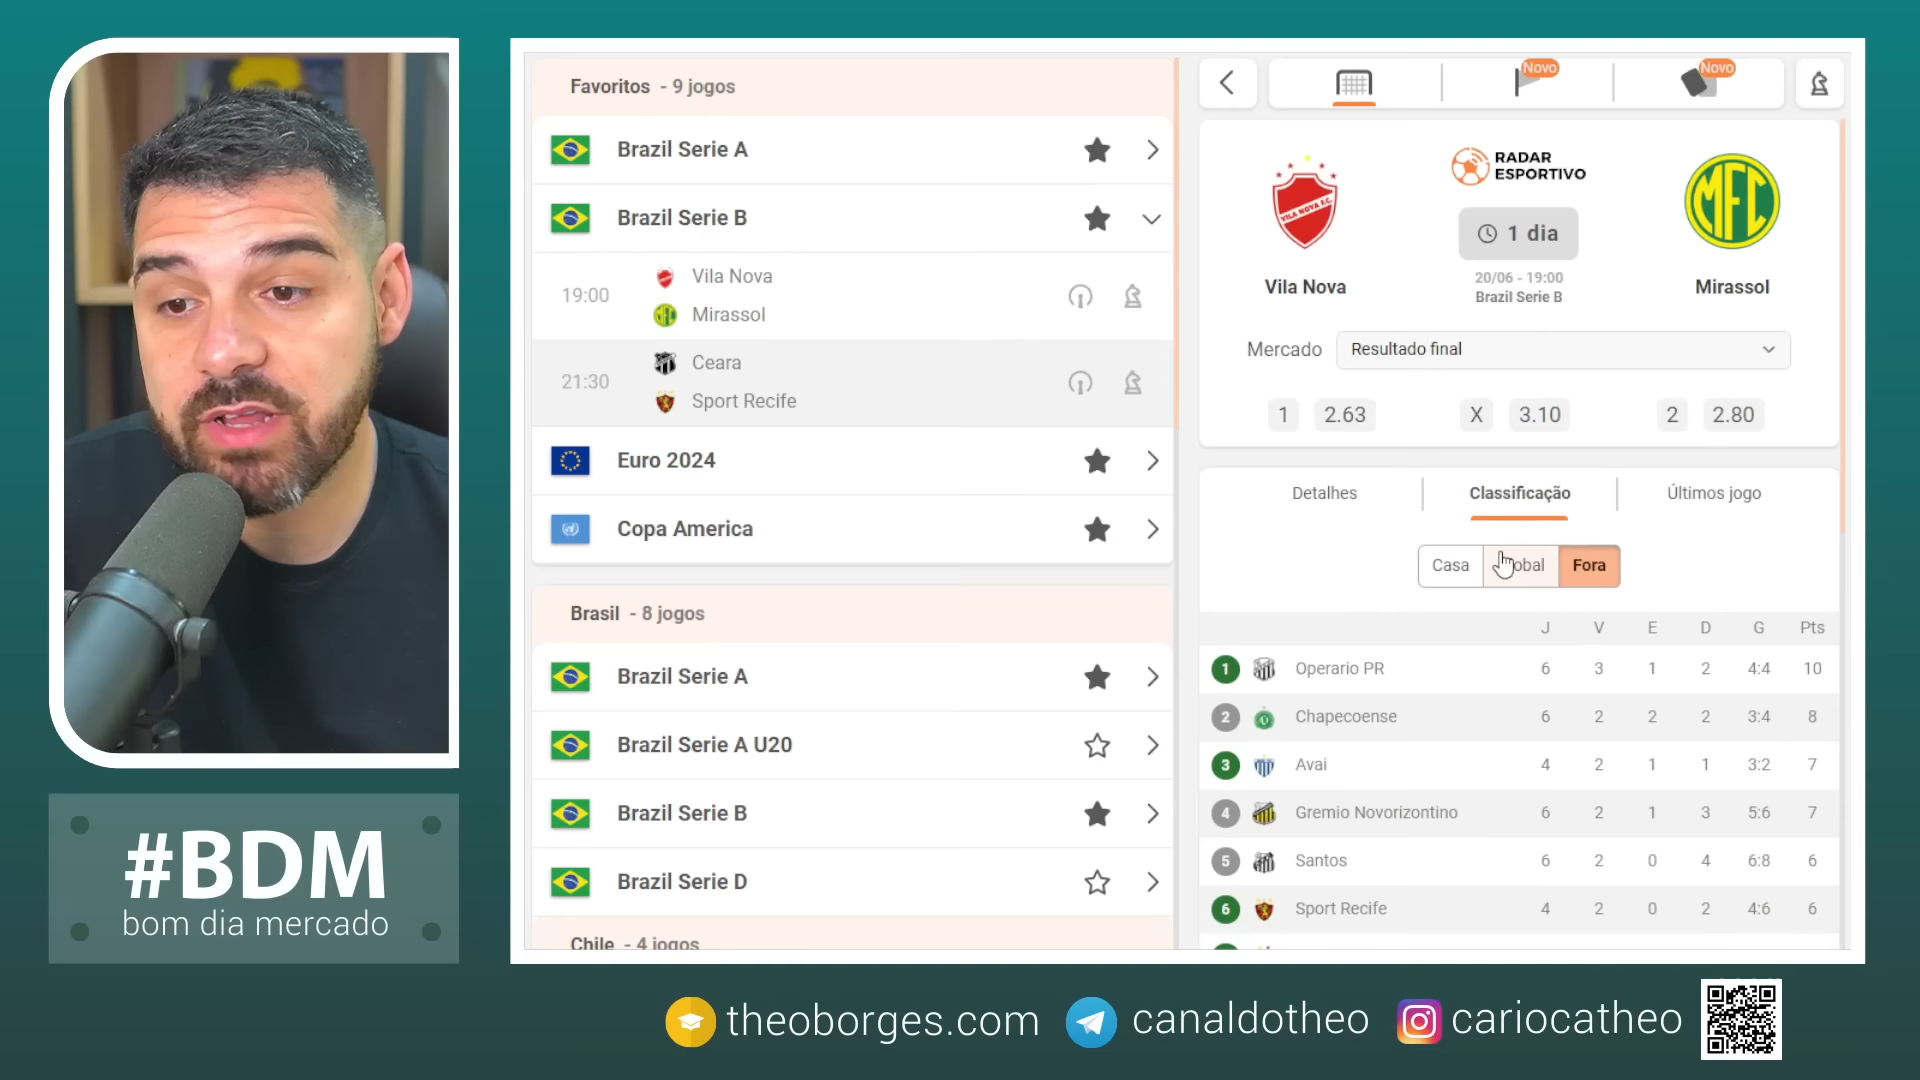 Favoritos - 9 jogos
Brazil Serie A
Brazil Serie B
19:00
Vila Nova
Mirassol
21:30
Ceara
Sport Recife
Euro 2024
Copa America
Brasil - 8 jogos
Brazil Serie A
Brazil Serie A U20
Brazil Serie B
Brazil Serie D
Chile - 4 jogos
Novo
Novo
VILA NOVA F.C.
RADAR
ESPORTIVO
MFC
1 dia
20/06 - 19:00
Brazil Serie B
Vila Nova
Mirassol
Mercado
Resultado final
1 2.63 X 3.10 2 2.80
Detalhes
Classificação
Últimos jogo
Casa
obal
Fora
J V E D G Pts
1 Operario PR 6 3 1 2 4:4 10
2 Chapecoense 6 2 2 2 3:4 8
3 Avai 4 2 1 1 3:2 7
4 Gremio Novorizontino 6 2 1 3 5:6 7
5 Santos 6 2 0 4 6:8 6
6 Sport Recife 4 2 0 2 4:6 6
#BDM
bom dia mercado
theoborges.com
canaldotheo
cariocatheo